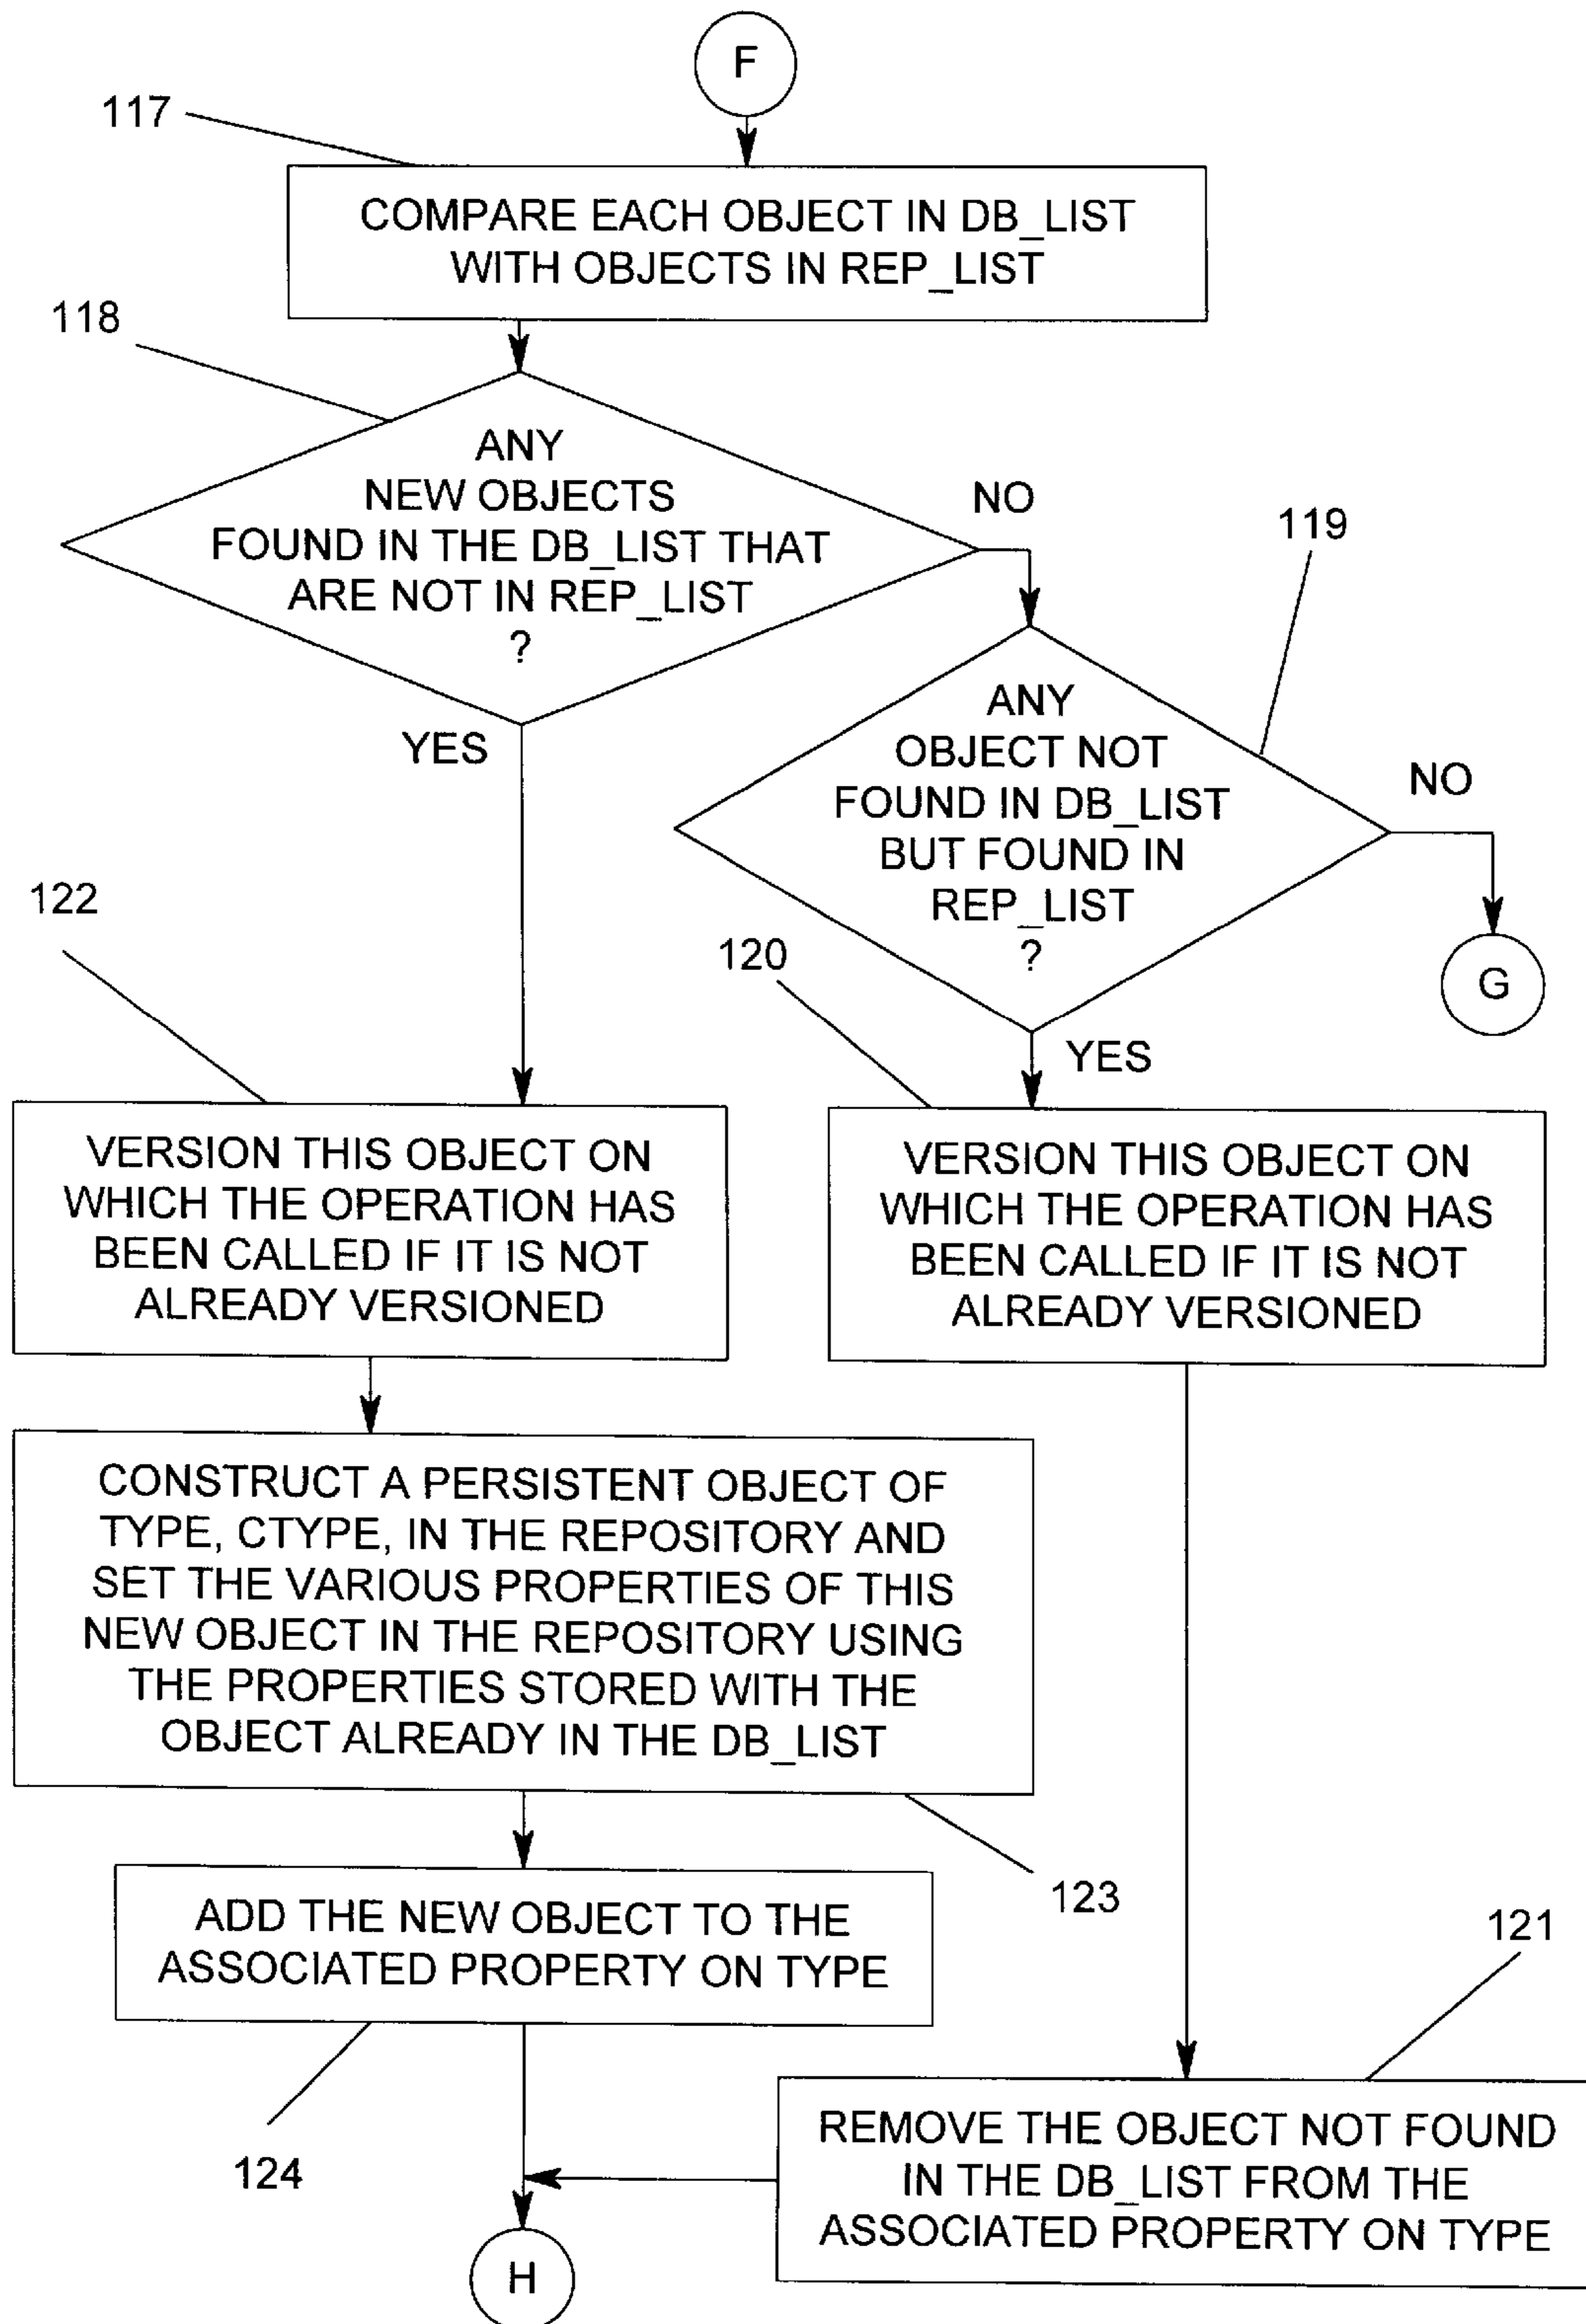 F
117
COMPARE EACH OBJECT IN DB_LIST
WITH OBJECTS IN REP_LIST
118
ANY
NEW OBJECTS
FOUND IN THE DB_LIST THAT
ARE NOT IN REP_LIST
?
NO
119
YES
ANY
OBJECT NOT
FOUND IN DB_LIST
BUT FOUND IN
REP_LIST
?
NO
G
122
120
YES
VERSION THIS OBJECT ON
WHICH THE OPERATION HAS
BEEN CALLED IF IT IS NOT
ALREADY VERSIONED
VERSION THIS OBJECT ON
WHICH THE OPERATION HAS
BEEN CALLED IF IT IS NOT
ALREADY VERSIONED
CONSTRUCT A PERSISTENT OBJECT OF
TYPE, CTYPE, IN THE REPOSITORY AND
SET THE VARIOUS PROPERTIES OF THIS
NEW OBJECT IN THE REPOSITORY USING
THE PROPERTIES STORED WITH THE
OBJECT ALREADY IN THE DB_LIST
123
ADD THE NEW OBJECT TO THE
ASSOCIATED PROPERTY ON TYPE
121
124
REMOVE THE OBJECT NOT FOUND
IN THE DB_LIST FROM THE
ASSOCIATED PROPERTY ON TYPE
H